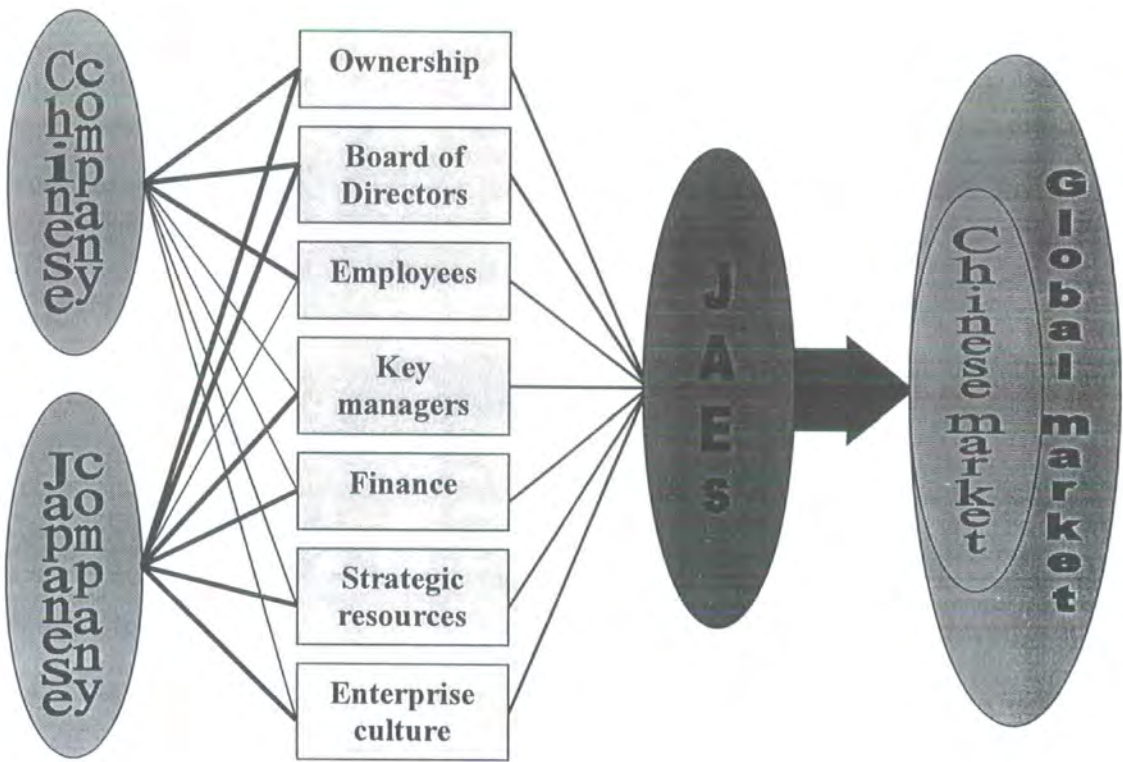 Chinese
company
Japanese
company
Ownership
Board of
Directors
Employees
Key
managers
Finance
Strategic
resources
Enterprise
culture
JAEs
Chinese market
Global market